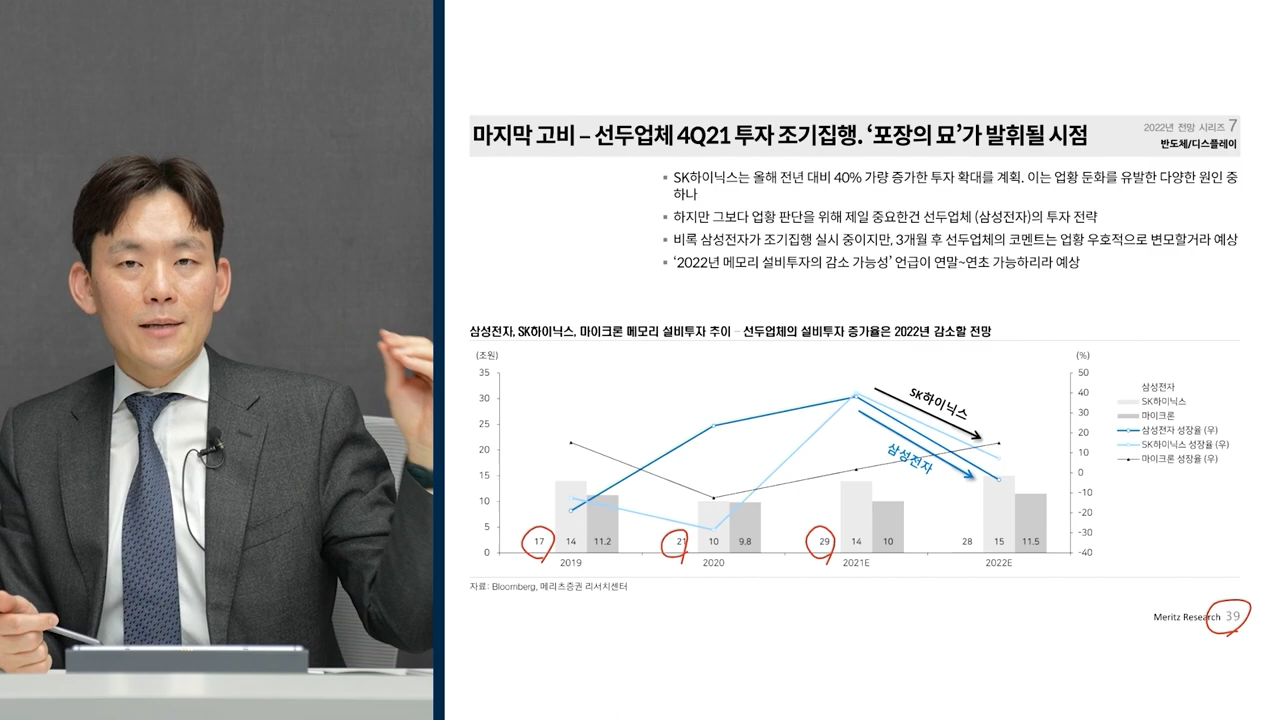 마지막 고비 – 선두업체 4Q21 투자 조기집행. ‘포장의 묘’가 발휘될 시점
2022년 전망 시리즈 7
반도체/디스플레이
▪ SK하이닉스는 올해 전년 대비 40% 가량 증가한 투자 확대를 계획. 이는 업황 둔화를 유발한 다양한 원인 중
하나
▪ 하지만 그보다 업황 판단을 위해 제일 중요한건 선두업체 (삼성전자)의 투자 전략
▪ 비록 삼성전자가 조기집행 실시 중이지만, 3개월 후 선두업체의 코멘트는 업황 우호적으로 변모할거라 예상
▪ ‘2022년 메모리 설비투자의 감소 가능성’ 언급이 연말~연초 가능하리라 예상
삼성전자, SK하이닉스, 마이크론 메모리 설비투자 추이 – 선두업체의 설비투자 증가율은 2022년 감소할 전망
(조원)
(%)
35
30
25
20
15
10
5
0
50
40
30
20
10
0
-10
-20
-30
-40
SK하이닉스
삼성전자
17 14 11.2
21 10 9.8
29 14 10
28 15 11.5
2019 2020 2021E 2022E
삼성전자
SK하이닉스
마이크론
삼성전자 성장율 (우)
SK하이닉스 성장율 (우)
마이크론 성장율 (우)
자료: Bloomberg, 메리츠증권 리서치센터
Meritz Research 39